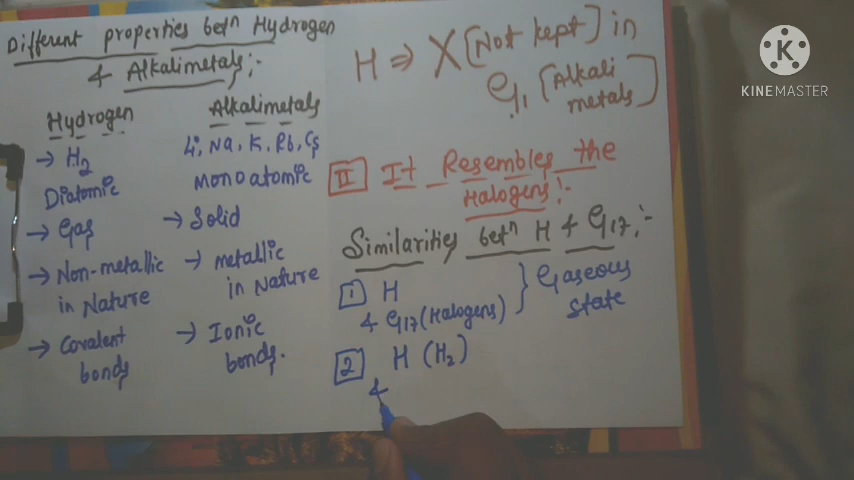 Different properties betn Hydrogen
& Alkalimetals:-
Hydrogen
→ H2
Diatomic
→ Gas
→ Non-metallic
in Nature
→ Covalent
bonds
Alkalimetals
Li, Na, K, Rb, Cs
Monoatomic
→ Solid
→ metallic
in Nature
→ Ionic
bonds.
H ⇒ X [Not kept] in
G1 [Alkali
metals]
II It Resembles the
Halogens:-
Similarities betn H & G17:-
1 H
& G17 (Halogens) } Gaseous
state
2 H (H2)
&
K
KINEMASTER